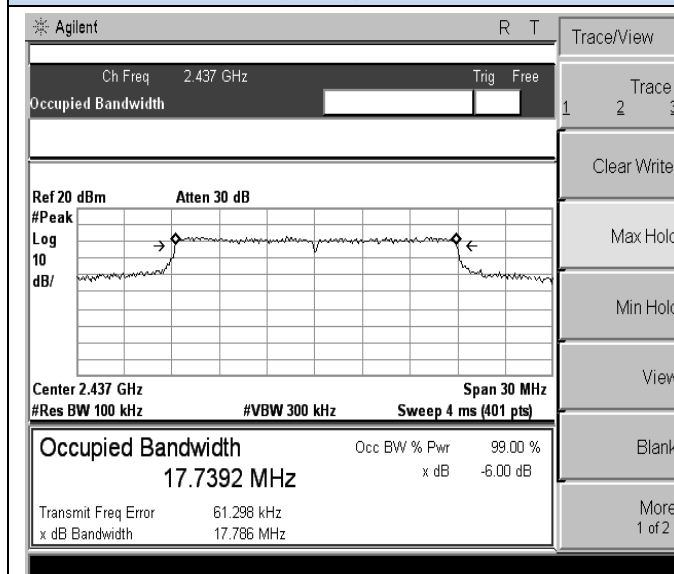 Agilent
R T
Ch Freq 2.437 GHz
Trig Free
Occupied Bandwidth
Ref 20 dBm
Atten 30 dB
#Peak
Log
10
dB/
Center 2.437 GHz
Span 30 MHz
#Res BW 100 kHz
#VBW 300 kHz
Sweep 4 ms (401 pts)
Occupied Bandwidth
17.7392 MHz
Occ BW % Pwr 99.00 %
x dB -6.00 dB
Transmit Freq Error 61.298 kHz
x dB Bandwidth 17.786 MHz
Trace/View
Trace
1 2 3
Clear Write
Max Hold
Min Hold
View
Blank
More
1 of 2